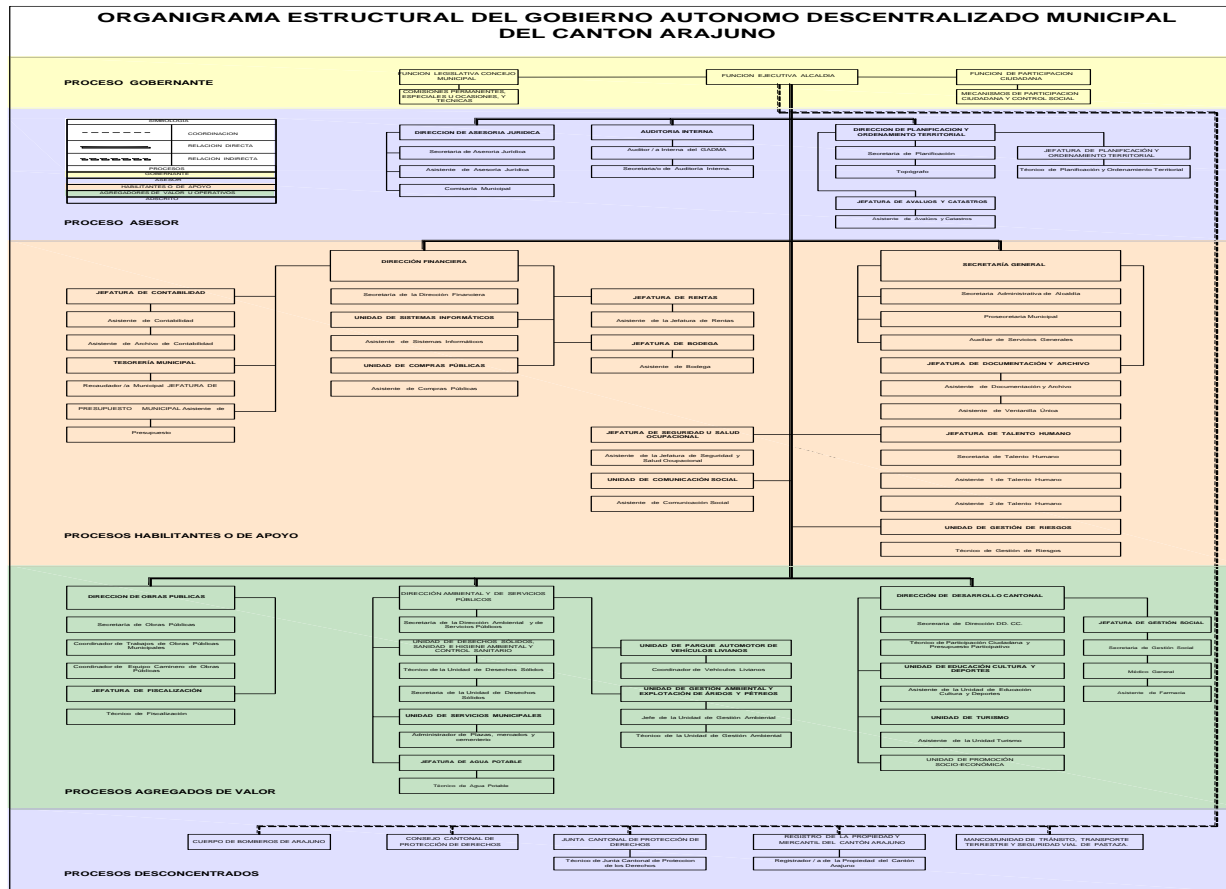 ORGANIGRAMA ESTRUCTURAL DEL GOBIERNO AUTONOMO DESCENTRALIZADO MUNICIPAL
DEL CANTON ARAJUNO
PROCESO GOBERNANTE
FUNCION LEGISLATIVA CONCEJO
MUNICIPAL
FUNCION EJECUTIVA ALCALDIA
FUNCION DE PARTICIPACION
CIUDADANA
COMISIONES PERMANENTES,
ESPECIALES U OCASIONES, Y
TECNICAS
MECANISMOS DE PARTICIPACION
CIUDADANA Y CONTROL SOCIAL
SIMBOLOGIA
COORDINACION
RELACION DIRECTA
RELACION INDIRECTA
PROCESOS
GOBERNANTE
ASESOR
HABILITANTES O DE APOYO
AGREGADORES DE VALOR U OPERATIVOS
ADSCRITO
DIRECCION DE ASESORIA JURIDICA
Secretaria de Asesoria Juridica
Asistente de Asesoria Juridica
Comisaria Municipal
AUDITORIA INTERNA
Auditor / a Interna del GADMA
Secretaria/o de Auditoria Interna.
DIRECCION DE PLANIFICACION Y
ORDENAMIENTO TERRITORIAL
Secretaria de Planificación
Topógrafo
JEFATURA DE PLANIFICACIÓN Y
ORDENAMIENTO TERRITORIAL
Técnico de Planificación y Ordenamiento Territorial
JEFATURA DE AVALUOS Y CATASTROS
Asistente de Avalúos y Catastros
PROCESO ASESOR
DIRECCIÓN FINANCIERA
SECRETARÍA GENERAL
JEFATURA DE CONTABILIDAD
Asistente de Contabilidad
Asistente de Archivo de Contabilidad
TESORERÍA MUNICIPAL
Recaudador /a Municipal JEFATURA DE
PRESUPUESTO MUNICIPAL Asistente de
Presupuesto
Secretaria de la Dirección Financiera
UNIDAD DE SISTEMAS INFORMÁTICOS
Asistente de Sistemas Informáticos
UNIDAD DE COMPRAS PÚBLICAS
Asistente de Compras Públicas
JEFATURA DE RENTAS
Asistente de la Jefatura de Rentas
JEFATURA DE BODEGA
Asistente de Bodega
Secretaria Administrativa de Alcaldía
Prosecretaria Municipal
Auxiliar de Servicios Generales
JEFATURA DE DOCUMENTACIÓN Y ARCHIVO
Asistente de Documentación y Archivo
Asistente de Ventanilla Única
JEFATURA DE SEGURIDAD U SALUD
OCUPACIONAL
Asistente de la Jefatura de Seguridad y
Salud Ocupacional
UNIDAD DE COMUNICACIÓN SOCIAL
Asistente de Comunicación Social
JEFATURA DE TALENTO HUMANO
Secretaria de Talento Humano
Asistente 1 de Talento Humano
Asistente 2 de Talento Humano
UNIDAD DE GESTIÓN DE RIESGOS
Técnico de Gestión de Riesgos
PROCESOS HABILITANTES O DE APOYO
DIRECCION DE OBRAS PUBLICAS
Secretaria de Obras Públicas
Coordinador de Trabajos de Obras Públicas
Municipales
Coordinador de Equipo Caminero de Obras
Públicas
JEFATURA DE FISCALIZACIÓN
Técnico de Fiscalización
DIRECCIÓN AMBIENTAL Y DE SERVICIOS
PÚBLICOS
Secretaria de la Dirección Ambiental y de
Servicios Públicos
UNIDAD DE DESECHOS SÓLIDOS,
SANIDAD E HIGIENE AMBIENTAL Y
CONTROL SANITARIO
Técnico de la Unidad de Desechos Sólidos
Secretaria de la Unidad de Desechos
Sólidos
UNIDAD DE SERVICIOS MUNICIPALES
Administrador de Plazas, mercados y
cementerio
JEFATURA DE AGUA POTABLE
Técnico de Agua Potable
UNIDAD DE PARQUE AUTOMOTOR DE
VEHÍCULOS LIVIANOS
Coordinador de Vehículos Livianos
UNIDAD DE GESTIÓN AMBIENTAL Y
EXPLOTACIÓN DE ÁRIDOS Y PÉTREOS
Jefe de la Unidad de Gestión Ambiental
Técnico de la Unidad de Gestión Ambiental
DIRECCIÓN DE DESARROLLO CANTONAL
Secretaria de Dirección DD. CC.
Técnico de Participación Ciudadana y
Presupuesto Participativo
UNIDAD DE EDUCACIÓN CULTURA Y
DEPORTES
Asistente de la Unidad de Educación
Cultura y Deportes
UNIDAD DE TURISMO
Asistente de la Unidad Turismo
UNIDAD DE PROMOCIÓN
SOCIO-ECONÓMICA
JEFATURA DE GESTIÓN SOCIAL
Secretaria de Gestión Social
Médico General
Asistente de Farmacia
PROCESOS AGREGADOS DE VALOR
CUERPO DE BOMBEROS DE ARAJUNO
CONSEJO CANTONAL DE
PROTECCIÓN DE DERECHOS
JUNTA CANTONAL DE PROTECCIÓN DE
DERECHOS
Técnico de Junta Cantonal de Proteccion
de los Derechos
REGISTRO DE LA PROPIEDAD Y
MERCANTIL DEL CANTÓN ARAJUNO
Registrador / a de la Propiedad del Cantón
Arajuno
MANCOMUNIDAD DE TRÁNSITO, TRANSPORTE
TERRESTRE Y SEGURIDAD VIAL DE PASTAZA.
PROCESOS DESCONCENTRADOS